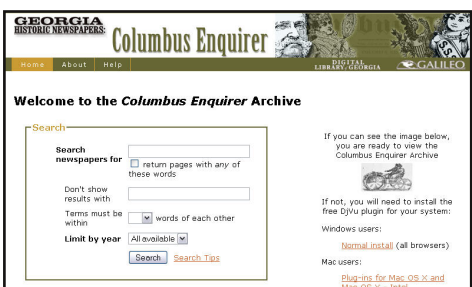 GEORGIA
HISTORIC NEWSPAPERS:
Columbus Enquirer
Home About Help
DIGITAL
LIBRARY of GEORGIA
GALILEO
Welcome to the Columbus Enquirer Archive
Search
Search
newspapers for
return pages with any of
these words
Don't show
results with
Terms must be
within
words of each other
Limit by year
All available
Search
Search Tips
If you can see the image below,
you are ready to view the
Columbus Enquirer Archive
If not, you will need to install the
free DjVu plugin for your system:
Windows users:
Normal install (all browsers)
Mac users:
Plug-ins for Mac OS X and
Mac OS X - Intel